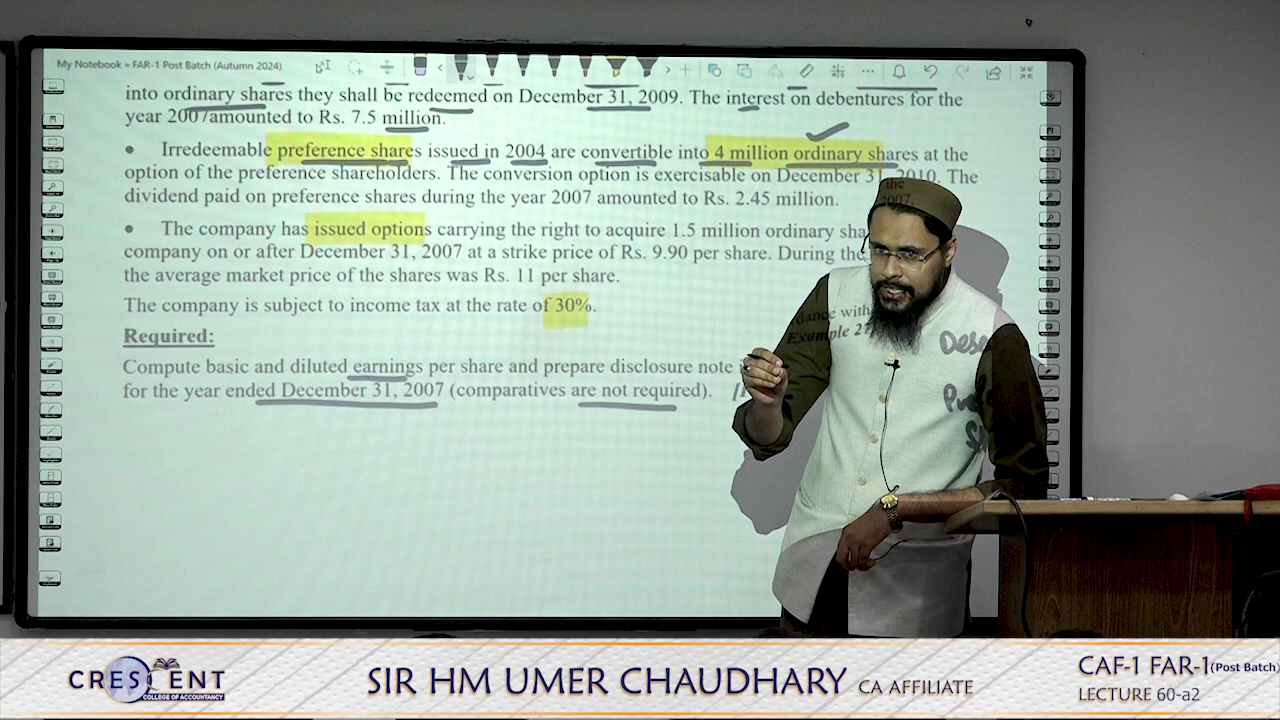 My Notebook » FAR-1 Post Batch (Autumn 2024)
into ordinary shares they shall be redeemed on December 31, 2009. The interest on debentures for the
year 2007amounted to Rs. 7.5 million.
• Irredeemable preference shares issued in 2004 are convertible into 4 million ordinary shares at the
option of the preference shareholders. The conversion option is exercisable on December 31, 2010. The
dividend paid on preference shares during the year 2007 amounted to Rs. 2.45 million.
• The company has issued options carrying the right to acquire 1.5 million ordinary sha the
company on or after December 31, 2007 at a strike price of Rs. 9.90 per share. During the 2007,
the average market price of the shares was Rs. 11 per share.
The company is subject to income tax at the rate of 30%.
Required:
Compute basic and diluted earnings per share and prepare disclosure note i dance with
for the year ended December 31, 2007 (comparatives are not required). Example 27
CRESCENT
COLLEGE OF ACCOUNTANCY
SIR HM UMER CHAUDHARY CA AFFILIATE
CAF-1 FAR-1(Post Batch)
LECTURE 60-a2